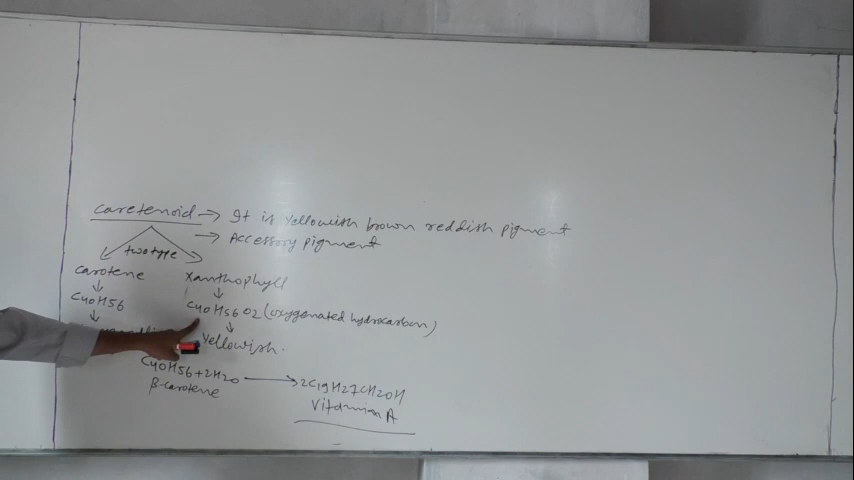 caretenoid → It is yellowish brown reddish pigment
→ Accessory pigment
two type
carotene
xanthophyll
C40H56
C40H56O2 (oxygenated hydrocarbon)
yellowish.
C40H56+2H2O → 2C19H27CH2OH
β-carotene
Vitamin A